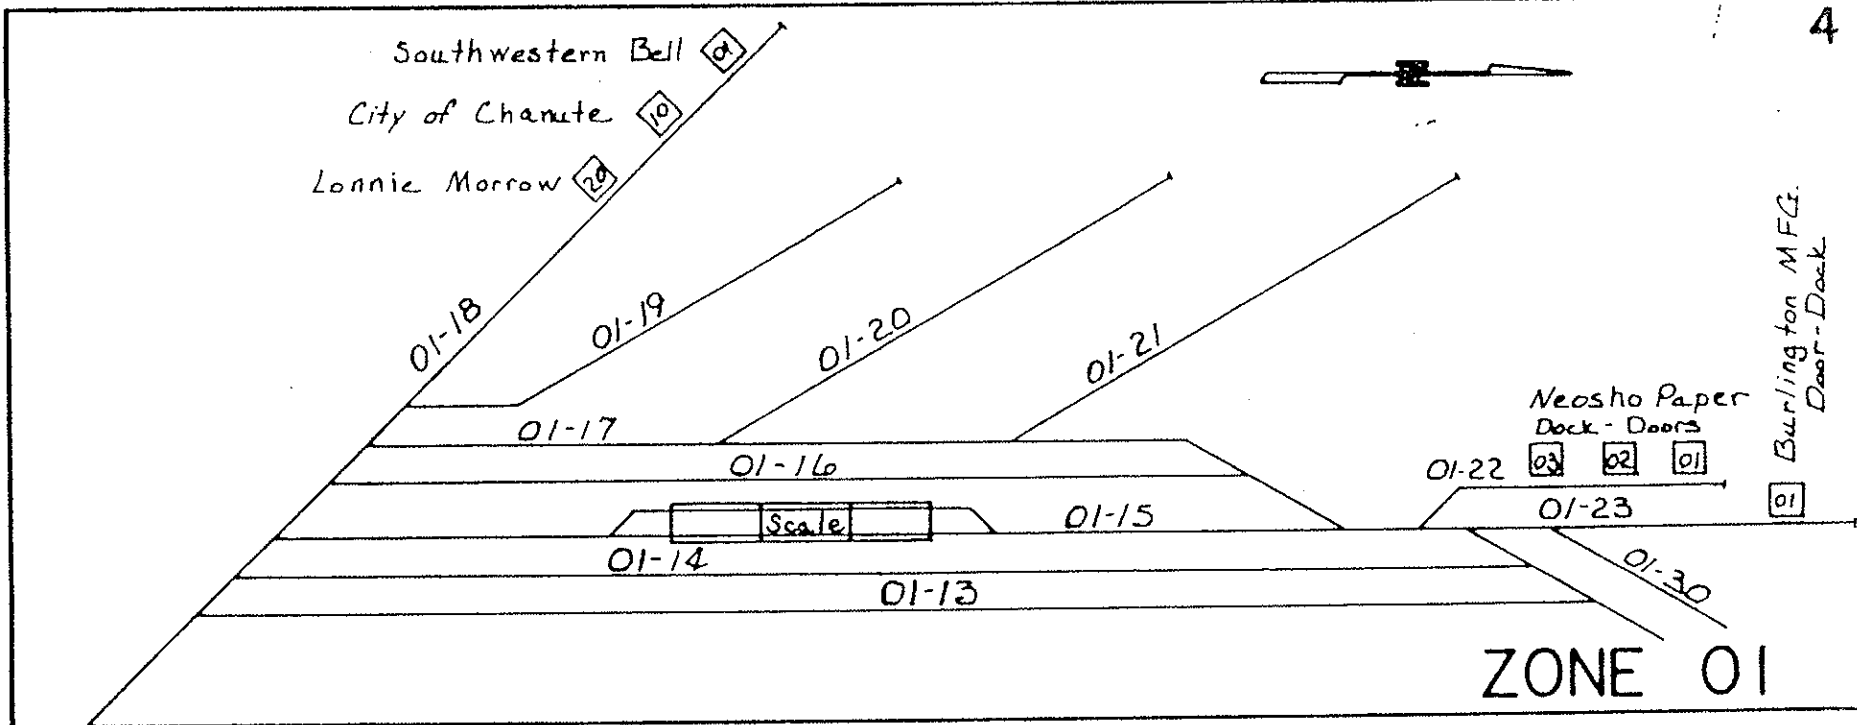 4
Southwestern Bell
City of Chanute 10
Lonnie Morrow 20
01-18
01-19
01-20
01-21
01-17
01-16
Scale
01-15
01-14
01-13
Neosho Paper
Dock - Doors
01-22 03 02 01
01-23
01 Burlington MFG.
Door-Dock
01-30
ZONE 01